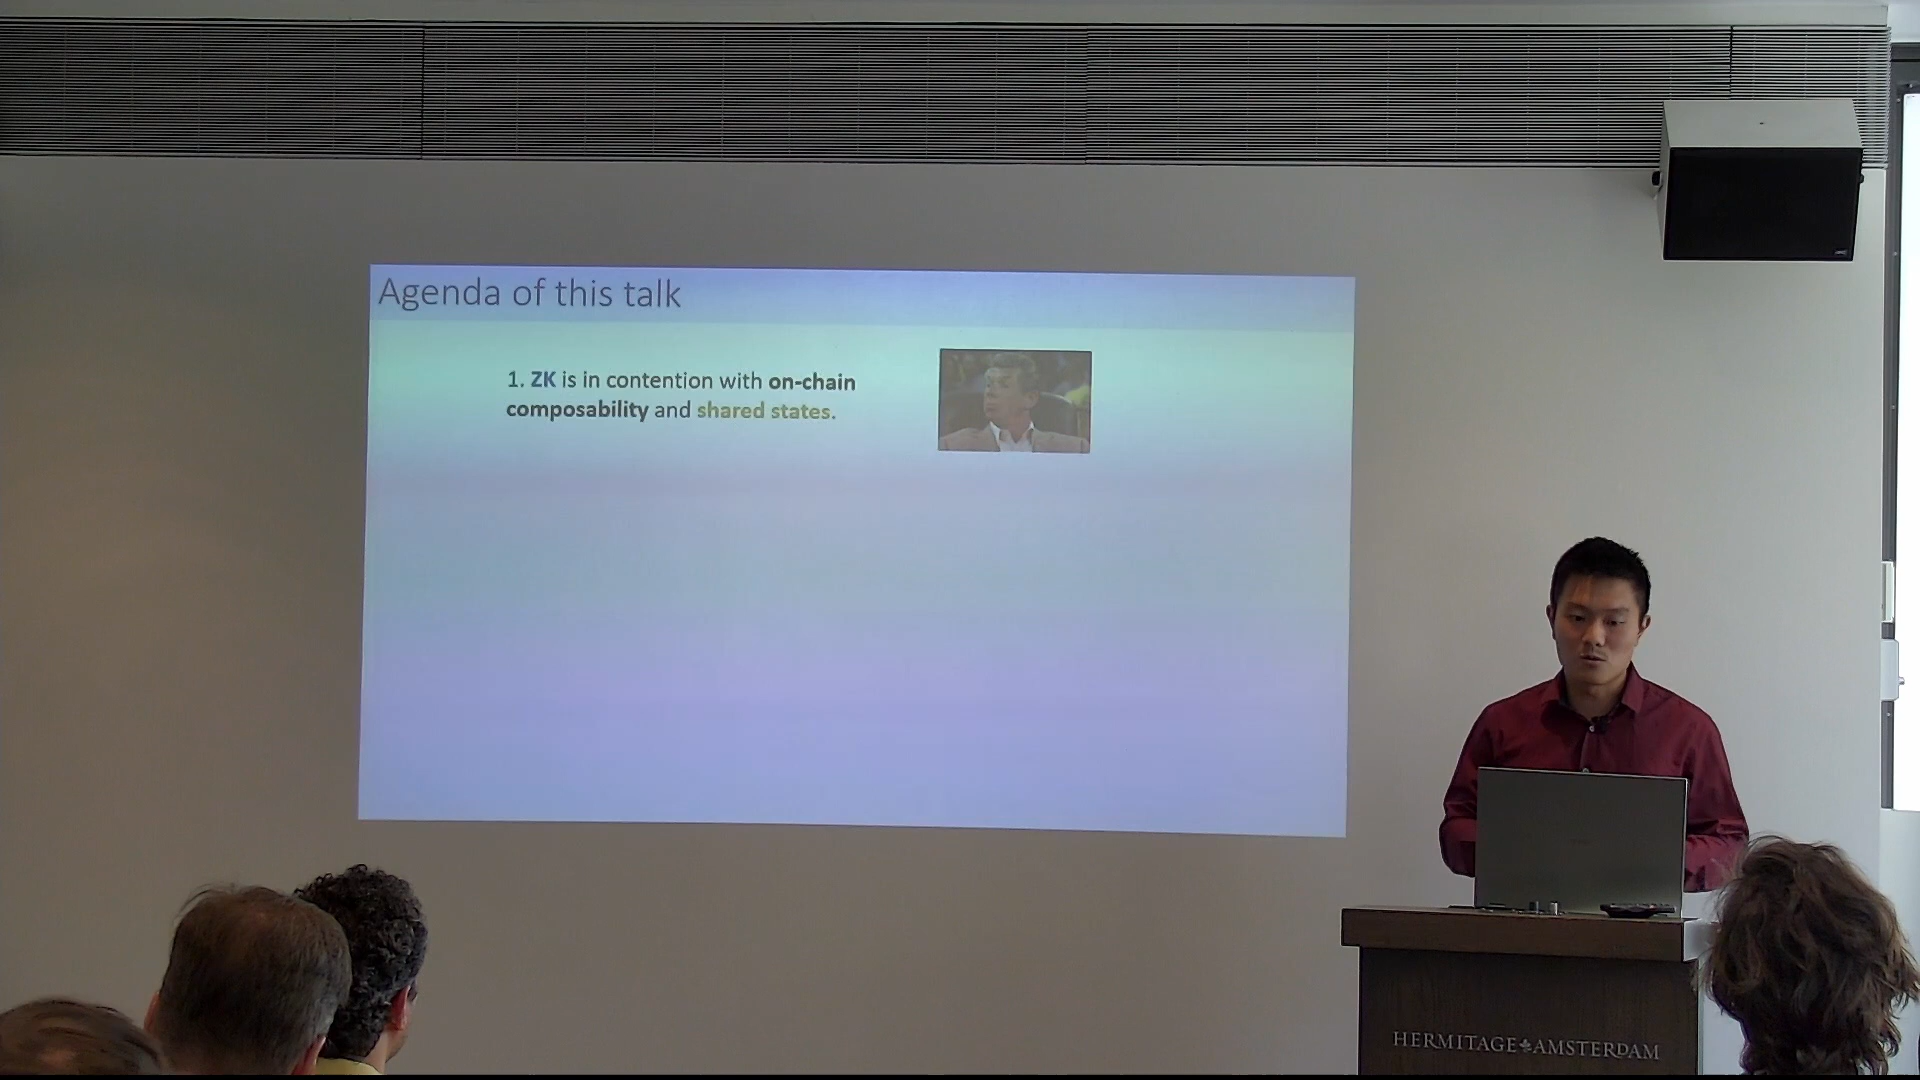 Agenda of this talk
1. ZK is in contention with on-chain
composability and shared states.
HERMITAGE AMSTERDAM